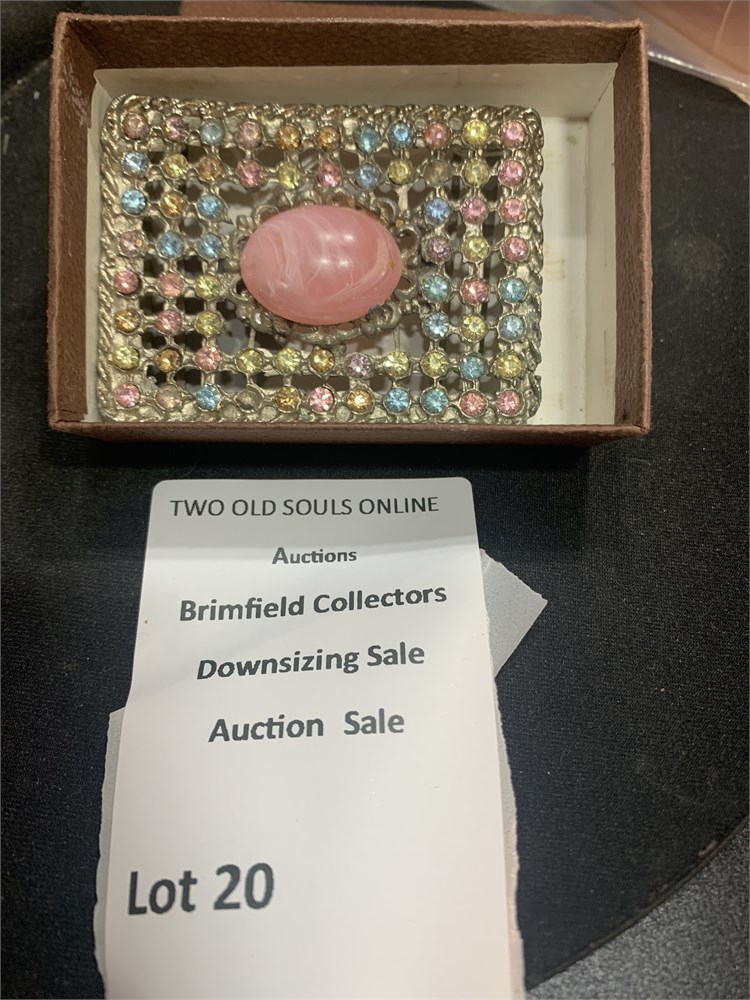 TWO OLD SOULS ONLINE
Auctions
Brimfield Collectors
Downsizing Sale
Auction Sale
Lot 20